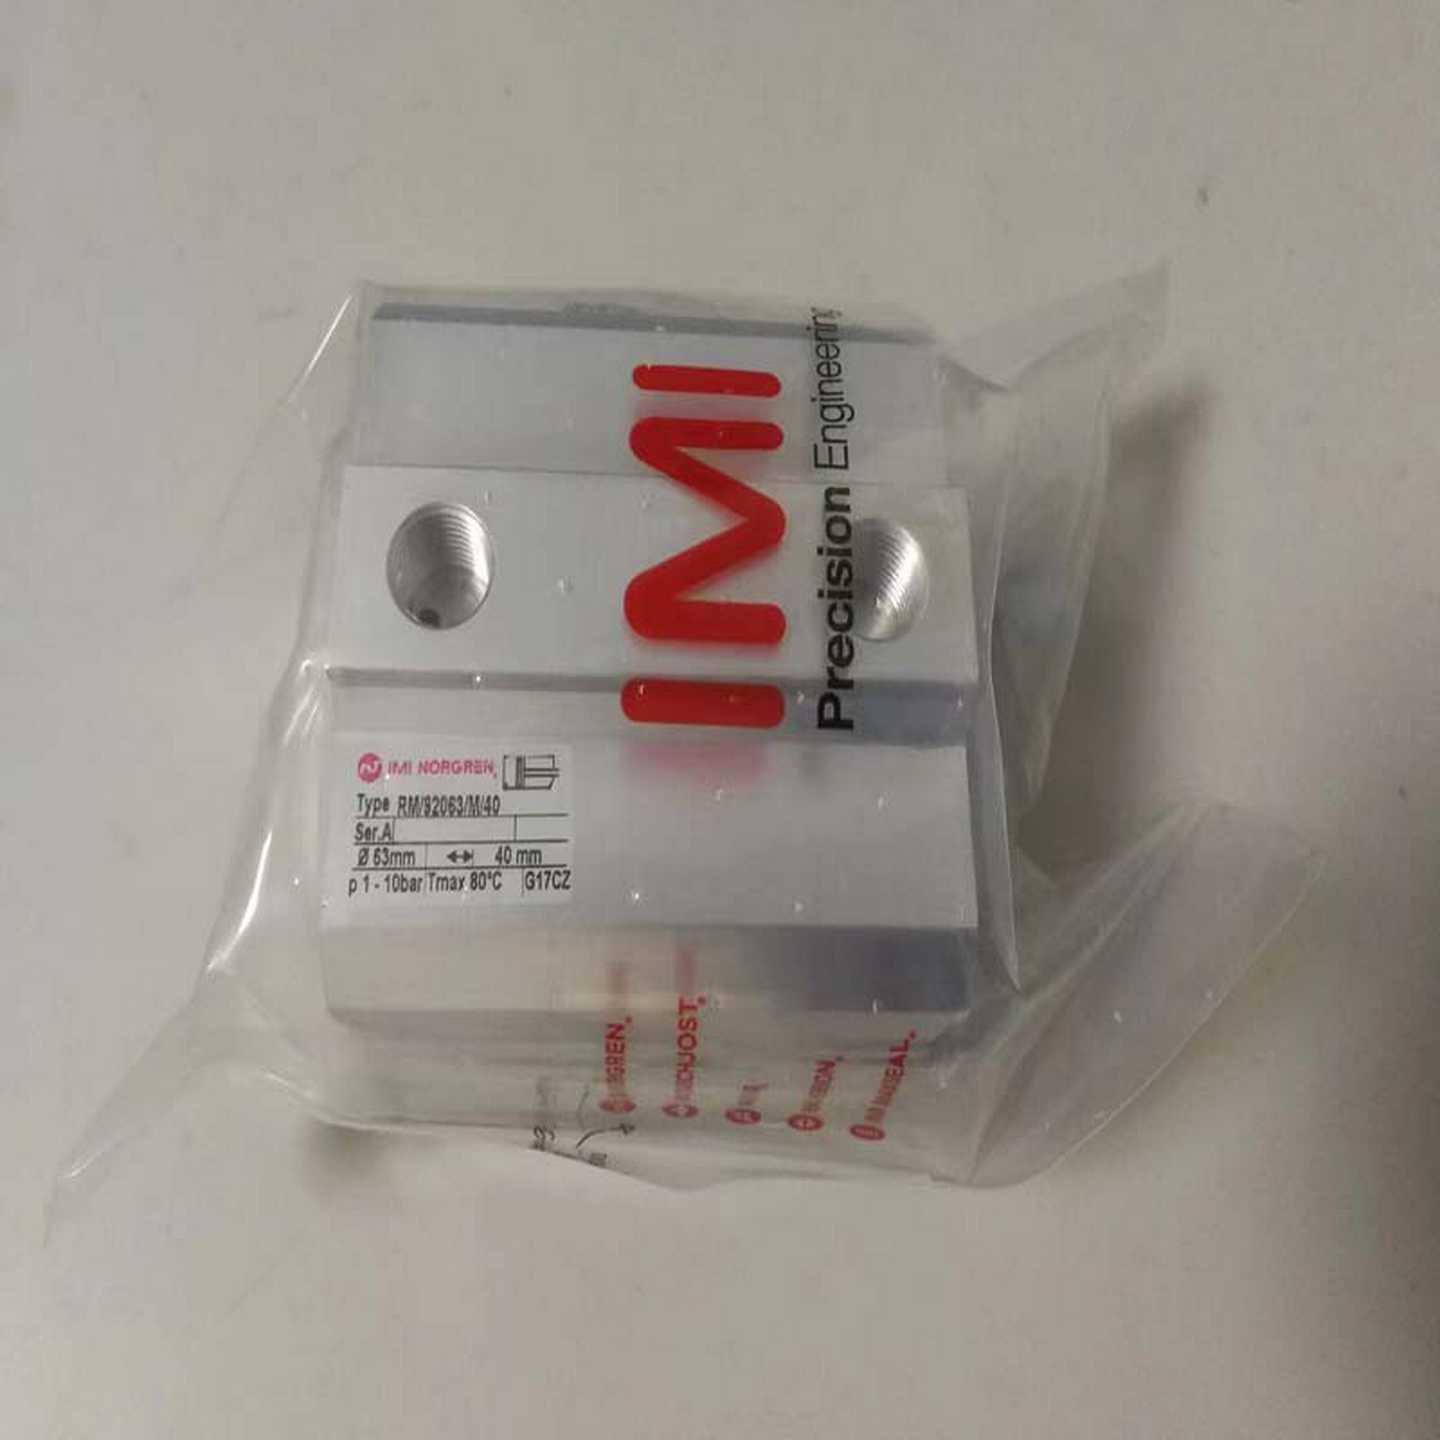 IMI
Precision Engineering
IMI NORGREN
Type RM/92063/M/40
Ser.A
Ø 63mm 40 mm
p 1 - 10bar Tmax 80°C G17CZ